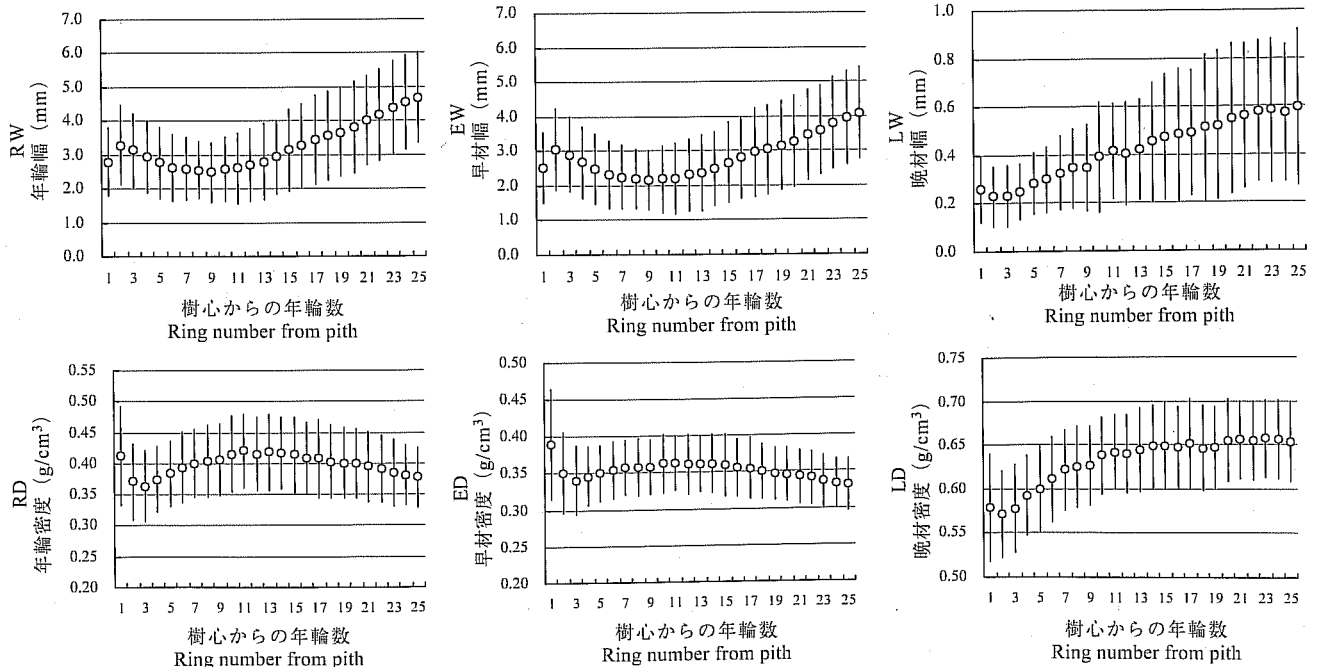 RW
年輪幅 (mm)
7.0
6.0
5.0
4.0
3.0
2.0
1.0
0.0
1 3 5 7 9 11 13 15 17 19 21 23 25
樹心からの年輪数
Ring number from pith
EW
早材幅 (mm)
7.0
6.0
5.0
4.0
3.0
2.0
1.0
0.0
1 3 5 7 9 11 13 15 17 19 21 23 25
樹心からの年輪数
Ring number from pith
LW
晩材幅 (mm)
1.0
0.8
0.6
0.4
0.2
0.0
1 3 5 7 9 11 13 15 17 19 21 23 25
樹心からの年輪数
Ring number from pith
RD
年輪密度 (g/cm³)
0.55
0.50
0.45
0.40
0.35
0.30
0.25
0.20
1 3 5 7 9 11 13 15 17 19 21 23 25
樹心からの年輪数
Ring number from pith
ED
早材密度 (g/cm³)
0.50
0.45
0.40
0.35
0.30
0.25
0.20
1 3 5 7 9 11 13 15 17 19 21 23 25
樹心からの年輪数
Ring number from pith
LD
晩材密度 (g/cm³)
0.75
0.70
0.65
0.60
0.55
0.50
1 3 5 7 9 11 13 15 17 19 21 23 25
樹心からの年輪数
Ring number from pith